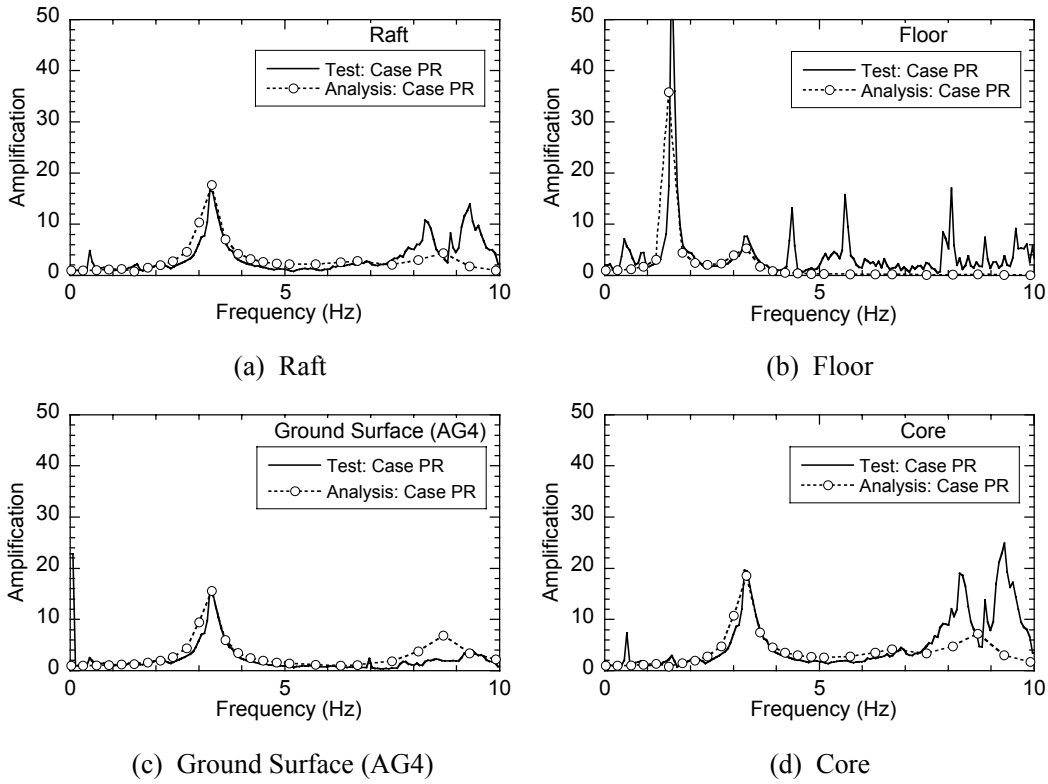 Raft
Test: Case PR
Analysis: Case PR
50
40
30
20
10
0
Amplification
0
5
10
Frequency (Hz)
(a) Raft
Floor
Test: Case PR
Analysis: Case PR
50
40
30
20
10
0
Amplification
0
5
10
Frequency (Hz)
(b) Floor
Ground Surface (AG4)
Test: Case PR
Analysis: Case PR
50
40
30
20
10
0
Amplification
0
5
10
Frequency (Hz)
(c) Ground Surface (AG4)
Core
Test: Case PR
Analysis: Case PR
50
40
30
20
10
0
Amplification
0
5
10
Frequency (Hz)
(d) Core